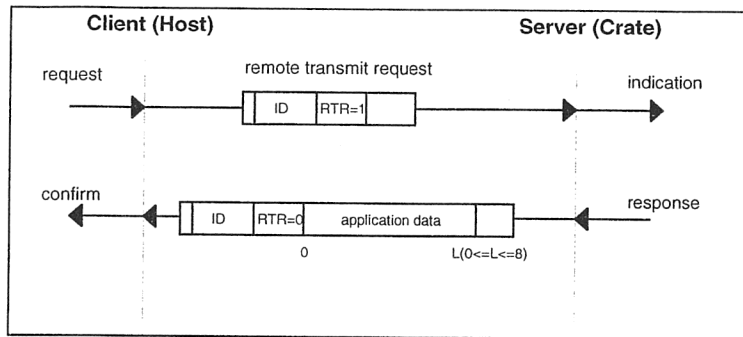 Client (Host)
Server (Crate)
request
remote transmit request
indication
ID
RTR=1
confirm
response
ID
RTR=0
application data
0
L(0<=L<=8)